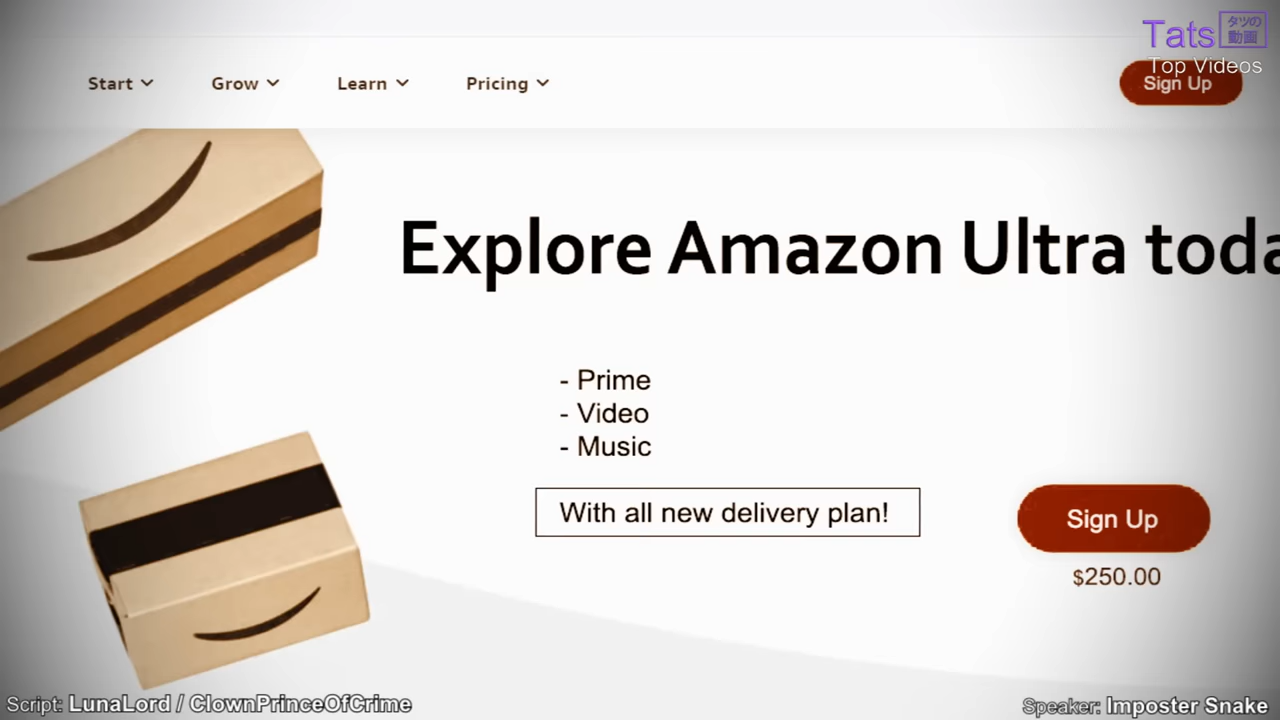 Tats タツの
動画
Top Videos
Start Grow Learn Pricing Sign Up
Explore Amazon Ultra toda
- Prime
- Video
- Music
With all new delivery plan!
Sign Up
$250.00
Script: LunaLord / ClownPrinceOfCrime
Speaker: Imposter Snake